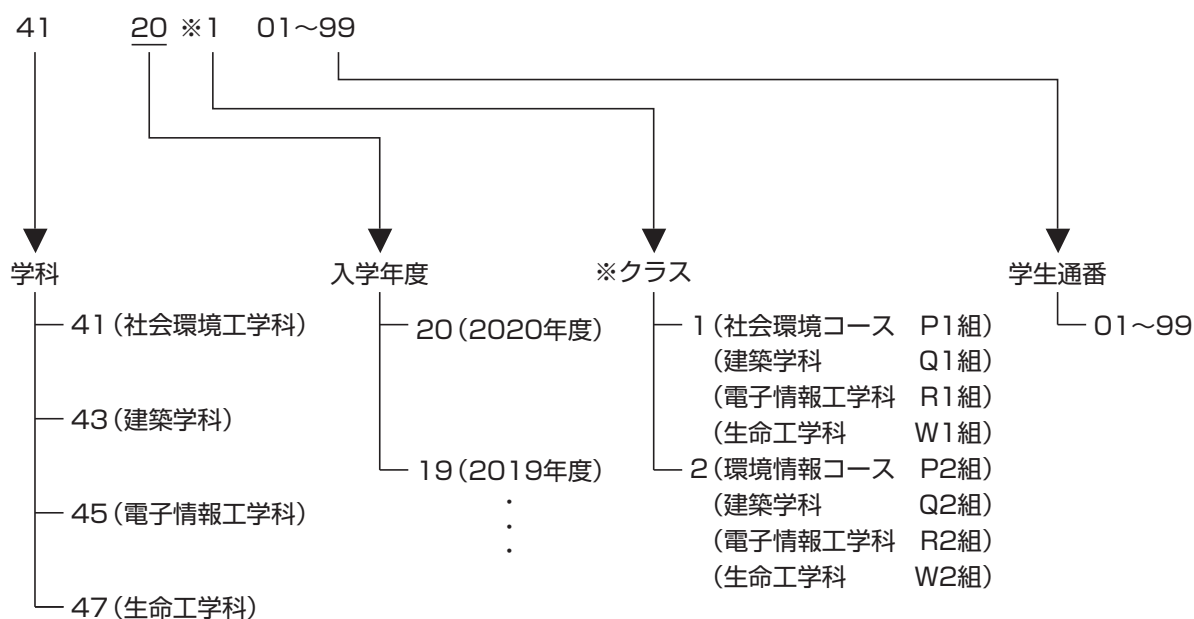 41 20 ※1 01～99
学科 入学年度 ※クラス 学生通番
41（社会環境工学科）
43（建築学科）
45（電子情報工学科）
47（生命工学科）
20（2020年度）
19（2019年度）
・
・
・
1（社会環境コース P1組）
（建築学科 Q1組）
（電子情報工学科 R1組）
（生命工学科 W1組）
2（環境情報コース P2組）
（建築学科 Q2組）
（電子情報工学科 R2組）
（生命工学科 W2組）
01～99